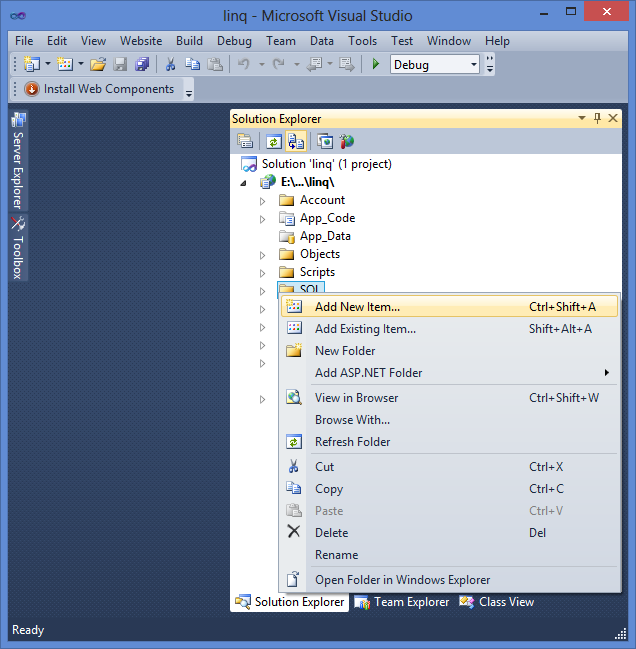 linq - Microsoft Visual Studio
File Edit View Website Build Debug Team Data Tools Test Window Help
Debug
Install Web Components
Server Explorer
Toolbox
Solution Explorer
Solution 'linq' (1 project)
E:\...\linq\
Account
App_Code
App_Data
Objects
Scripts
SQL
Add New Item... Ctrl+Shift+A
Add Existing Item... Shift+Alt+A
New Folder
Add ASP.NET Folder
View in Browser Ctrl+Shift+W
Browse With...
Refresh Folder
Cut Ctrl+X
Copy Ctrl+C
Paste Ctrl+V
Delete Del
Rename
Open Folder in Windows Explorer
Solution Explorer Team Explorer Class View
Ready